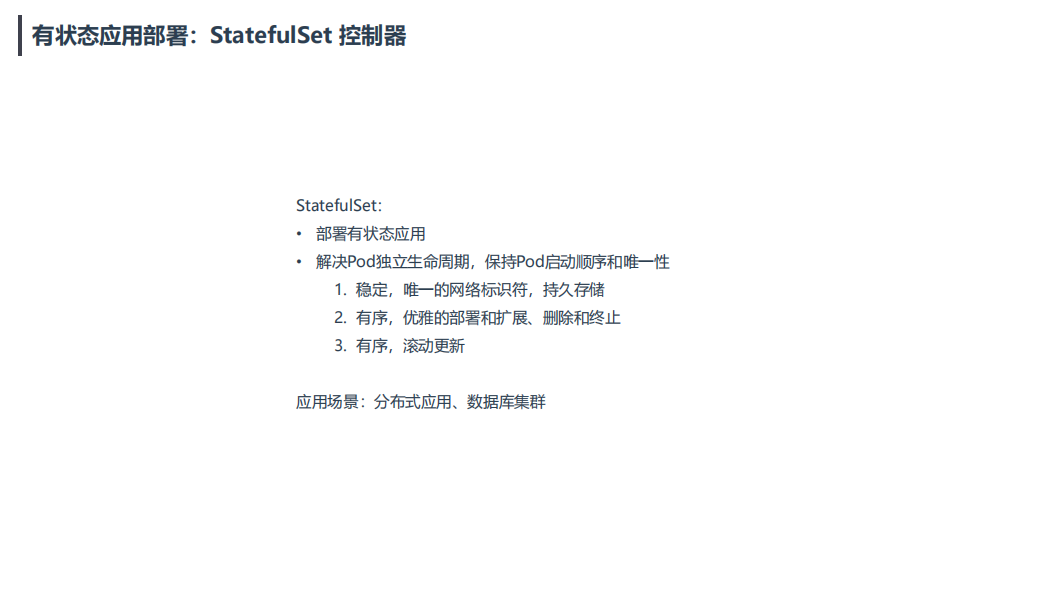 有状态应用部署：StatefulSet 控制器
StatefulSet：
• 部署有状态应用
• 解决Pod独立生命周期，保持Pod启动顺序和唯一性
1. 稳定，唯一的网络标识符，持久存储
2. 有序，优雅的部署和扩展、删除和终止
3. 有序，滚动更新
应用场景：分布式应用、数据库集群